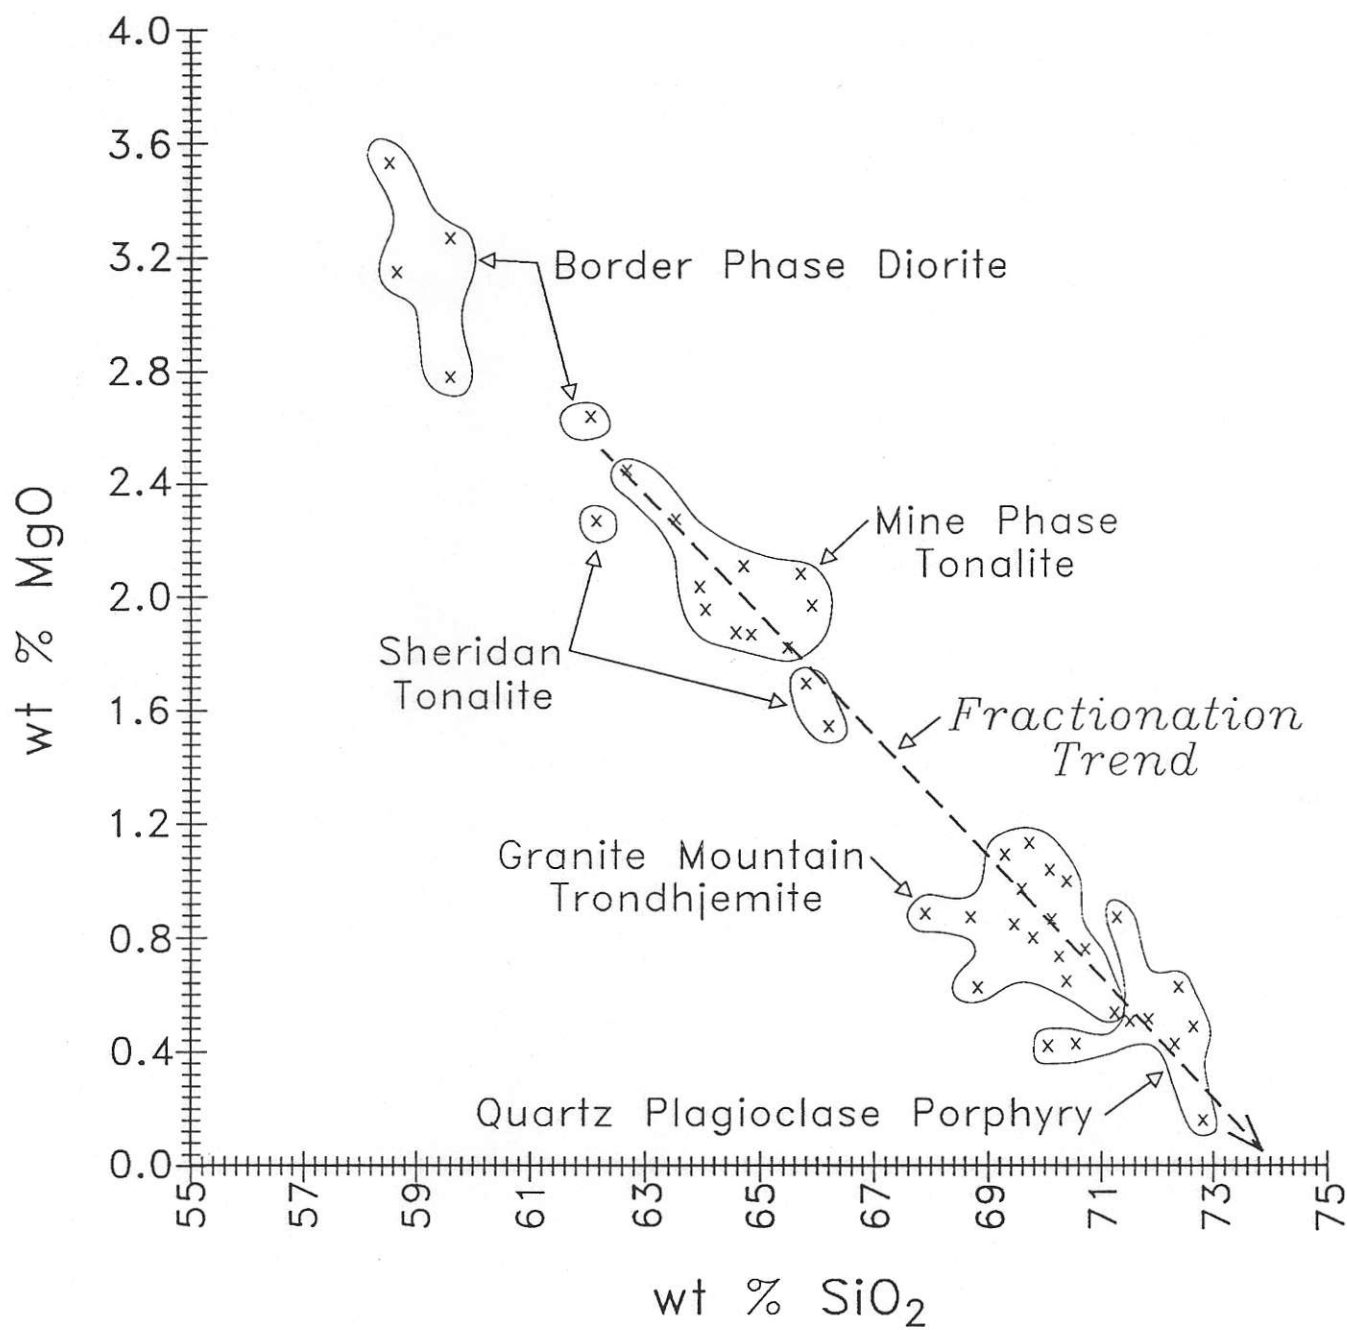 4.0
3.6
3.2
2.8
2.4
2.0
1.6
1.2
0.8
0.4
0.0
wt % MgO
Border Phase Diorite
Mine Phase
Tonalite
Sheridan
Tonalite
Fractionation
Trend
Granite Mountain
Trondhjemite
Quartz Plagioclase Porphyry
55
57
59
61
63
65
67
69
71
73
75
wt % SiO₂